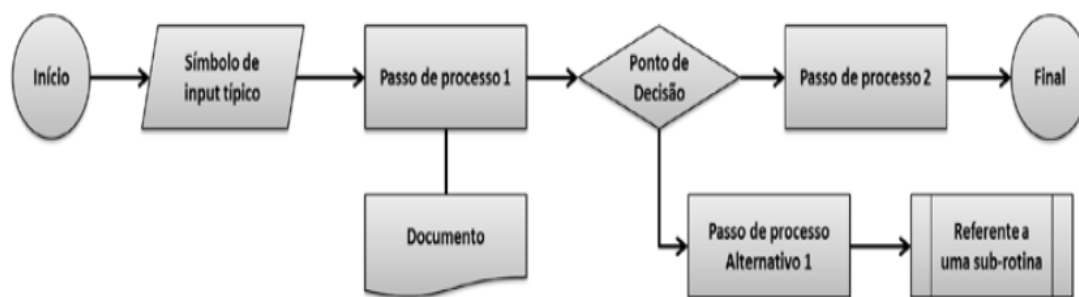 Início
Símbolo de
input típico
Passo de processo 1
Ponto de
Decisão
Passo de processo 2
Final
Documento
Passo de processo
Alternativo 1
Referente a
uma sub-rotina